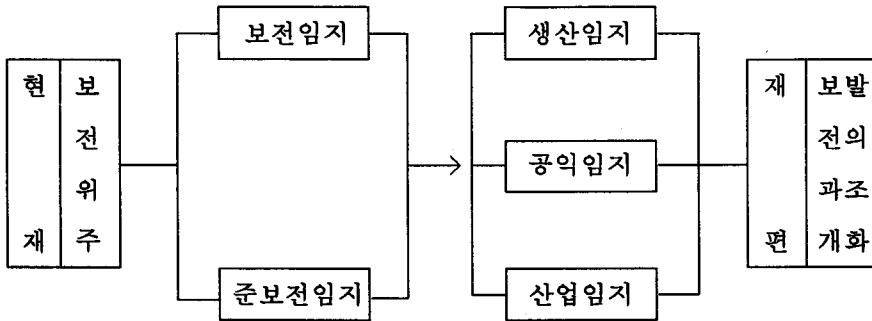 현재
보전위주
보전임지
준보전임지
생산임지
공익임지
산업임지
재편
보전과개
발의조화